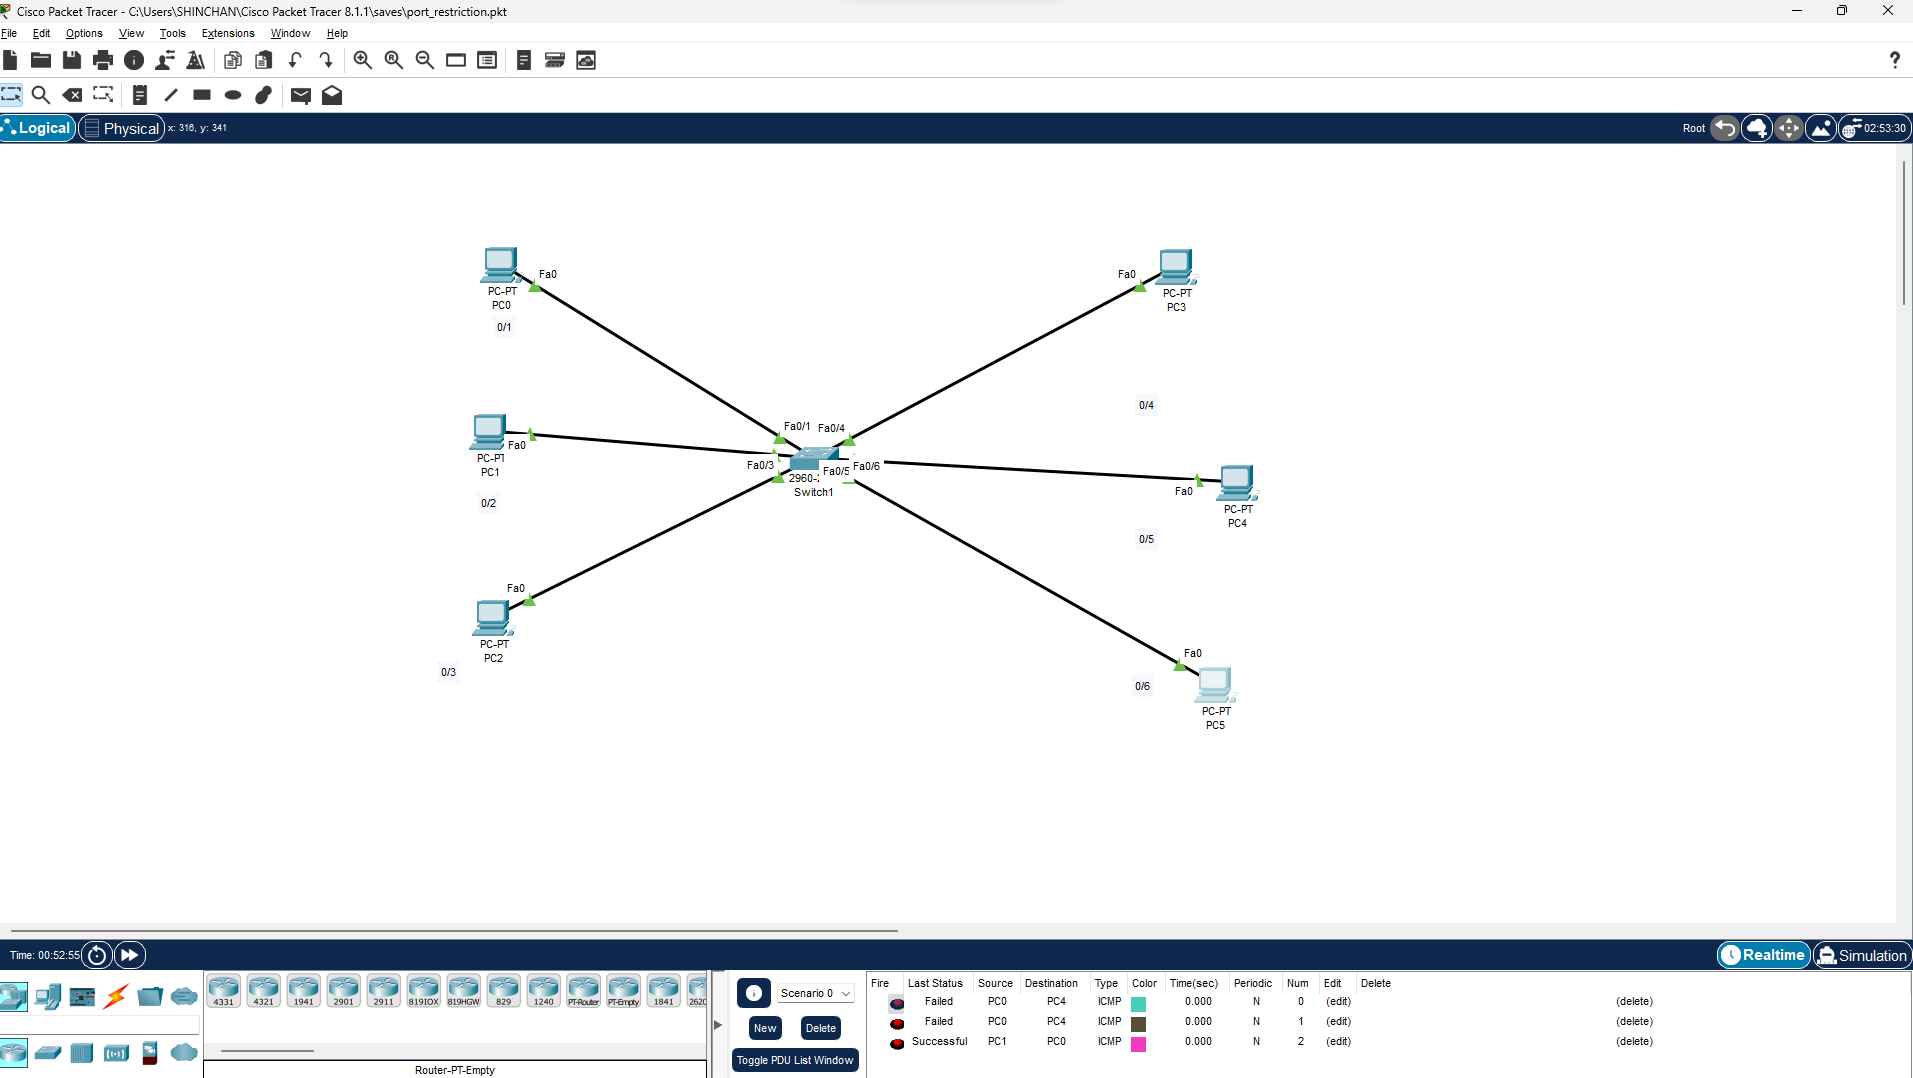 Cisco Packet Tracer - C:\Users\SHINCHAN\Cisco Packet Tracer 8.1.1\saves\port_restriction.pkt
File Edit Options View Tools Extensions Window Help
Logical Physical x: 316, y: 341 Root 02:53:30
Fa0
PC-PT
PC0
0/1
Fa0
PC-PT
PC3
0/4
Fa0/1 Fa0/4
Fa0
PC-PT
PC1
0/2
Fa0/3 Fa0/5 Fa0/6
2960-
Switch1
Fa0
PC-PT
PC4
0/5
Fa0
PC-PT
PC2
0/3
Fa0
0/6
PC-PT
PC5
Time: 00:52:55 Realtime Simulation
4331 4321 1941 2901 2911 819IOX 819HGW 829 1240 PT-Router PT-Empty 1841 2620
Router-PT-Empty
Scenario 0
New Delete
Toggle PDU List Window
Fire Last Status Source Destination Type Color Time(sec) Periodic Num Edit Delete
Failed PC0 PC4 ICMP 0.000 N 0 (edit) (delete)
Failed PC0 PC4 ICMP 0.000 N 1 (edit) (delete)
Successful PC1 PC0 ICMP 0.000 N 2 (edit) (delete)